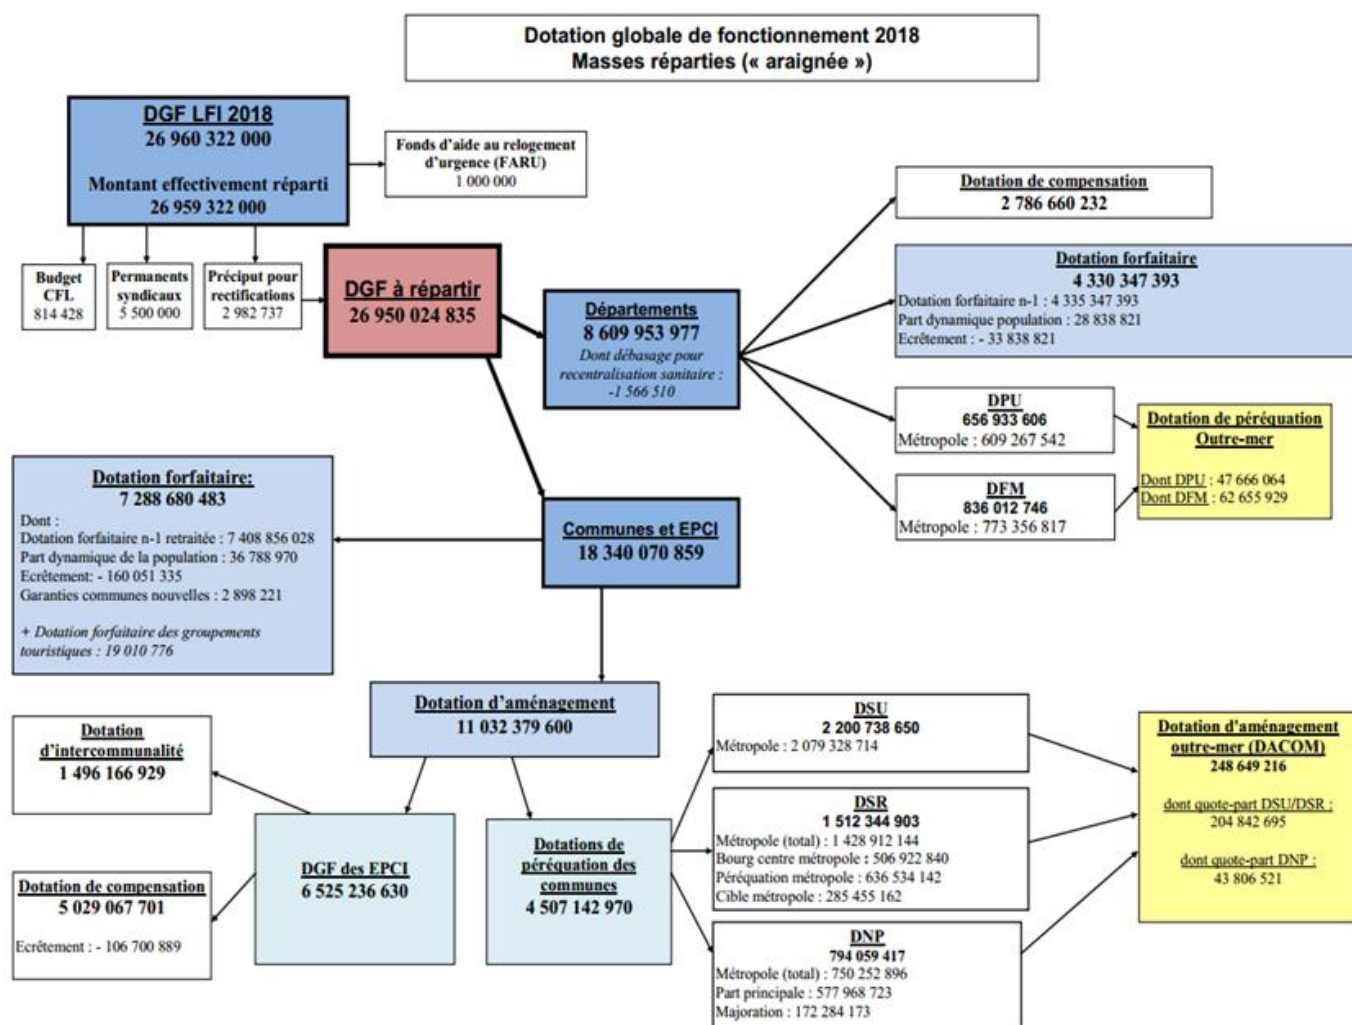 Dotation globale de fonctionnement 2018
Masses réparties (« araignée »)
DGF LFI 2018
26 960 322 000
Montant effectivement réparti
26 959 322 000
Fonds d'aide au relogement
d'urgence (FARU)
1 000 000
Budget
CFL
814 428
Permanents
syndicaux
5 500 000
Préciput pour
rectifications
2 982 737
DGF à répartir
26 950 024 835
Départements
8 609 953 977
Dont débasage pour
recentralisation sanitaire :
-1 566 510
Dotation de compensation
2 786 660 232
Dotation forfaitaire
4 330 347 393
Dotation forfaitaire n-1 : 4 335 347 393
Part dynamique population : 28 838 821
Ecrêtement : - 33 838 821
DPU
656 933 606
Métropole : 609 267 542
DFM
836 012 746
Métropole : 773 356 817
Dotation de péréquation
Outre-mer
Dont DPU : 47 666 064
Dont DFM : 62 655 929
Dotation forfaitaire:
7 288 680 483
Dont :
Dotation forfaitaire n-1 retraitée : 7 408 856 028
Part dynamique de la population : 36 788 970
Ecrêtement: - 160 051 335
Garanties communes nouvelles : 2 898 221
+ Dotation forfaitaire des groupements
touristiques : 19 010 776
Communes et EPCI
18 340 070 859
Dotation d'aménagement
11 032 379 600
Dotation
d'intercommunalité
1 496 166 929
Dotation de compensation
5 029 067 701
Ecrêtement : - 106 700 889
DGF des EPCI
6 525 236 630
Dotations de
péréquation des
communes
4 507 142 970
DSU
2 200 738 650
Métropole : 2 079 328 714
DSR
1 512 344 903
Métropole (total) : 1 428 912 144
Bourg centre métropole : 506 922 840
Péréquation métropole : 636 534 142
Cible métropole : 285 455 162
DNP
794 059 417
Métropole (total) : 750 252 896
Part principale : 577 968 723
Majoration : 172 284 173
Dotation d'aménagement
outre-mer (DACOM)
248 649 216
dont quote-part DSU/DSR :
204 842 695
dont quote-part DNP :
43 806 521